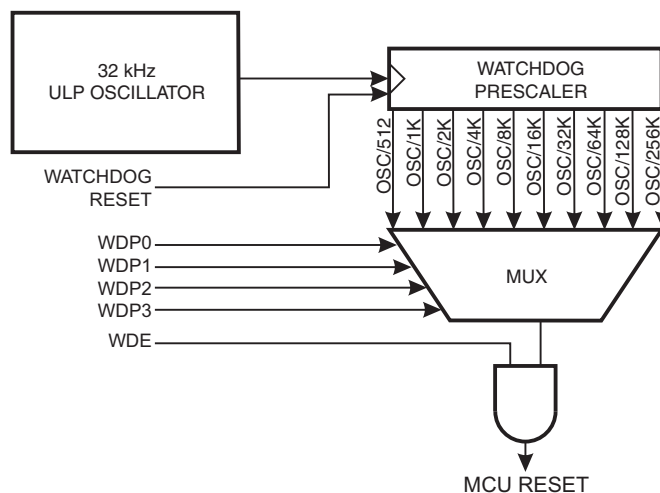 32 kHz
ULP OSCILLATOR
WATCHDOG
PRESCALER
OSC/512
OSC/1K
OSC/2K
OSC/4K
OSC/8K
OSC/16K
OSC/32K
OSC/64K
OSC/128K
OSC/256K
WATCHDOG
RESET
WDP0
WDP1
WDP2
WDP3
WDE
MUX
MCU RESET